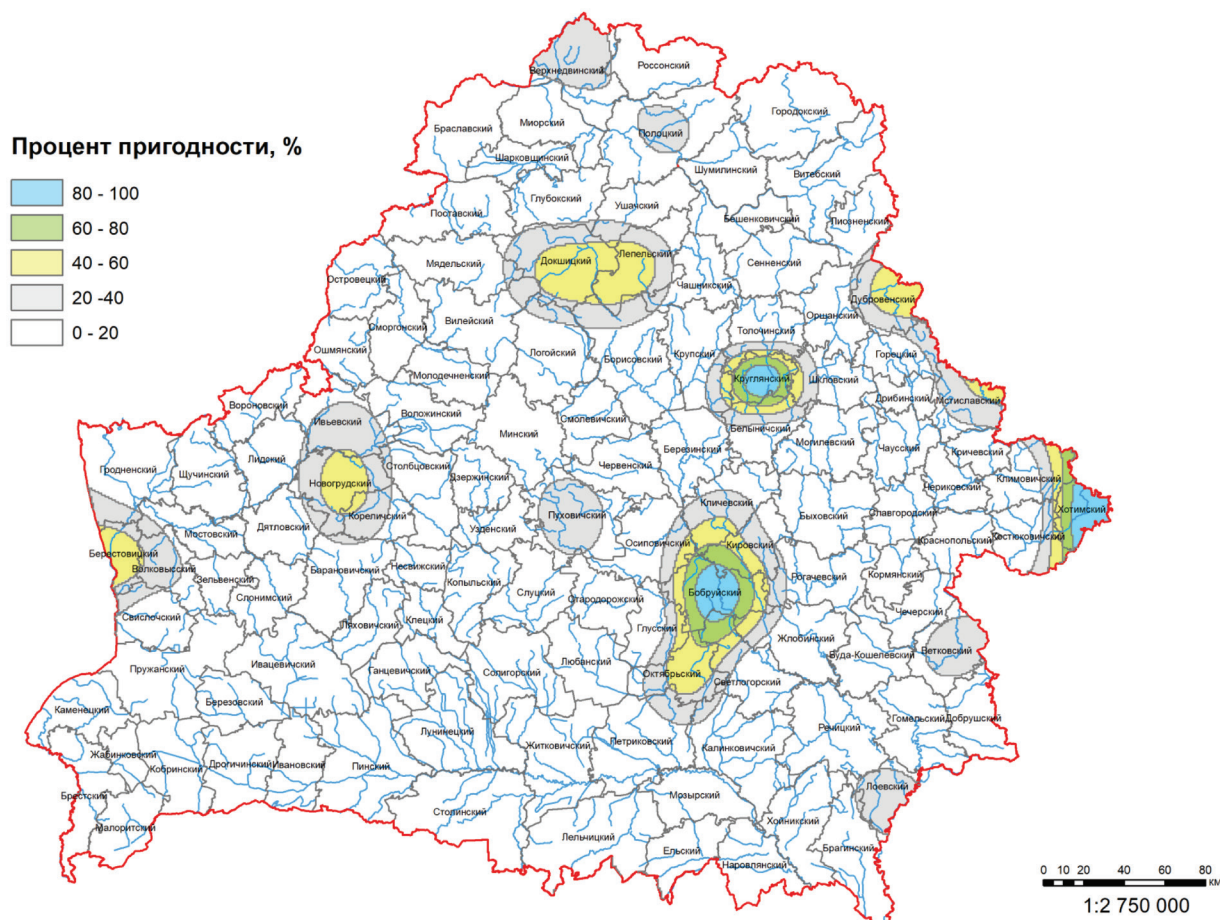 Процент пригодности, %
80 - 100
60 - 80
40 - 60
20 -40
0 - 20
Верхнедвинский
Россонский
Городокский
Миорский
Браславский
Полоцкий
Шарковщинский
Шумилинский
Витебский
Глубокский
Ушачский
Поставский
Бешенковичский
Лиозненский
Лепельский
Докшицкий
Мядельский
Сенненский
Островецкий
Чашникский
Дубровенский
Оршанский
Вилейский
Сморгонский
Толочинский
Ошмянский
Логойский
Борисовский
Крупский
Горецкий
Молодечненский
Круглянский
Шкловский
Дрибинский
Мстиславский
Вороновский
Воложинский
Ивьевский
Смолевичский
Белыничский
Минский
Могилевский
Чаусский
Березинский
Кричевский
Лидский
Гродненский
Щучинский
Столбцовский
Червенский
Дзержинский
Климовичский
Новогрудский
Чериковский
Кличевский
Хотимский
Кореличский
Пуховичский
Быховский
Славгородский
Дятловский
Узденский
Мостовский
Осиповичский
Кировский
Краснопольский
Костюковичский
Берестовицкий
Волковысский
Несвижский
Барановичский
Зельвенский
Копыльский
Рогачевский
Кормянский
Слуцкий
Бобруйский
Слонимский
Стародорожский
Чечерский
Свислочский
Клецкий
Ляховичский
Глусский
Жлобинский
Ветковский
Буда-Кошелевский
Ивацевичский
Любанский
Пружанский
Ганцевичский
Солигорский
Октябрьский
Светлогорский
Каменецкий
Березовский
Гомельский
Добрушский
Речицкий
Лунинецкий
Житковичский
Петриковский
Калинковичский
Жабинковский
Дрогичинский
Ивановский
Пинский
Кобринский
Лоевский
Брестский
Мозырский
Столинский
Хойникский
Малоритский
Лельчицкий
Брагинский
Ельский
Наровлянский
0 10 20 40 60 80
КМ
1:2 750 000